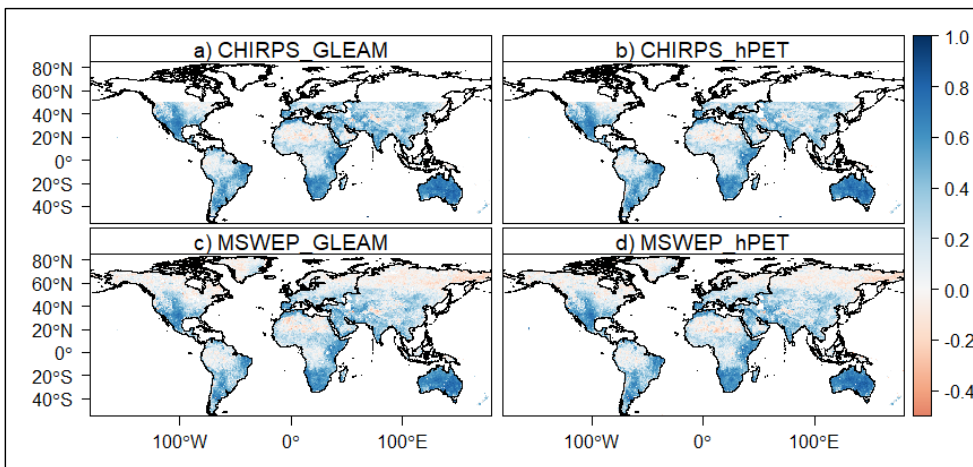 a) CHIRPS_GLEAM
b) CHIRPS_hPET
1.0
80°N
60°N
0.8
40°N
20°N
0.6
0°
20°S
0.4
40°S
c) MSWEP_GLEAM
d) MSWEP_hPET
0.2
80°N
60°N
0.0
40°N
20°N
-0.2
0°
20°S
-0.4
40°S
100°W
0°
100°E
100°W
0°
100°E